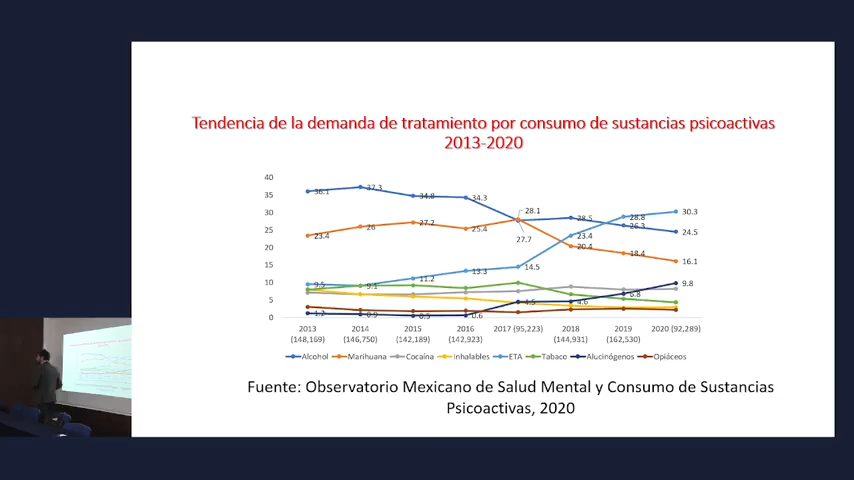 Tendencia de la demanda de tratamiento por consumo de sustancias psicoactivas
2013-2020
40
35
30
25
20
15
10
5
0
36.1 37.3 34.8 34.3 27.7 28.5 26.3 24.5
23.4 26 27.2 25.4 28.1 20.4 18.4 16.1
9.5 9.1 11.2 13.3 14.5 23.4 28.8 30.3
1.2 0.9 0.5 0.6 4.5 4.6 6.8 9.8
2013 2014 2015 2016 2017 (95,223) 2018 2019 2020 (92,289)
(148,169) (146,750) (142,189) (142,923) (144,931) (162,530)
Alcohol Marihuana Cocaína Inhalables ETA Tabaco Alucinógenos Opiáceos
Fuente: Observatorio Mexicano de Salud Mental y Consumo de Sustancias
Psicoactivas, 2020